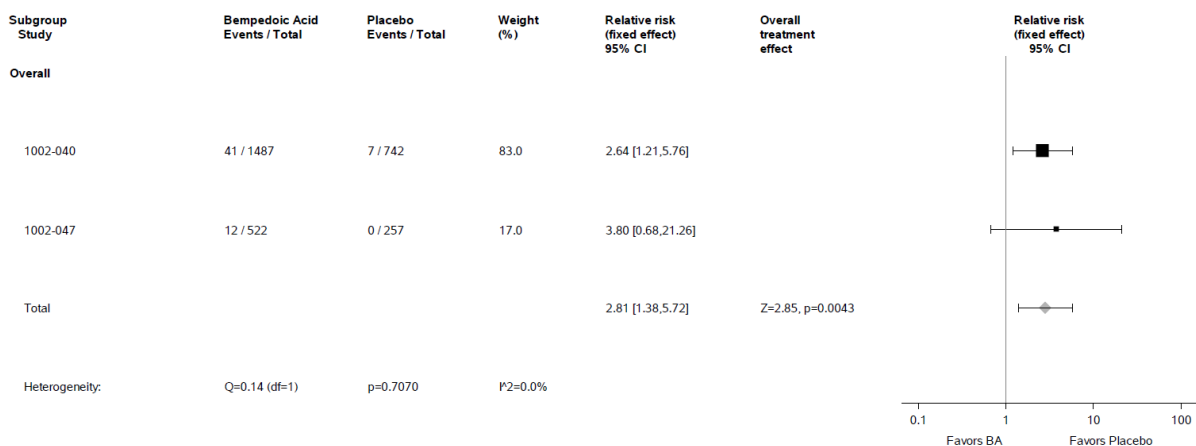 Subgroup Bempedoic Acid Placebo Weight Relative risk Overall Relative risk
Study Events / Total Events / Total (%) (fixed effect) treatment (fixed effect)
95% CI effect 95% CI
Overall
1002-040 41 / 1487 7 / 742 83.0 2.64 [1.21,5.76]
1002-047 12 / 522 0 / 257 17.0 3.80 [0.68,21.26]
Total 2.81 [1.38,5.72] Z=2.85, p=0.0043
Heterogeneity: Q=0.14 (df=1) p=0.7070 I^2=0.0%
0.1 1 10 100
Favors BA Favors Placebo